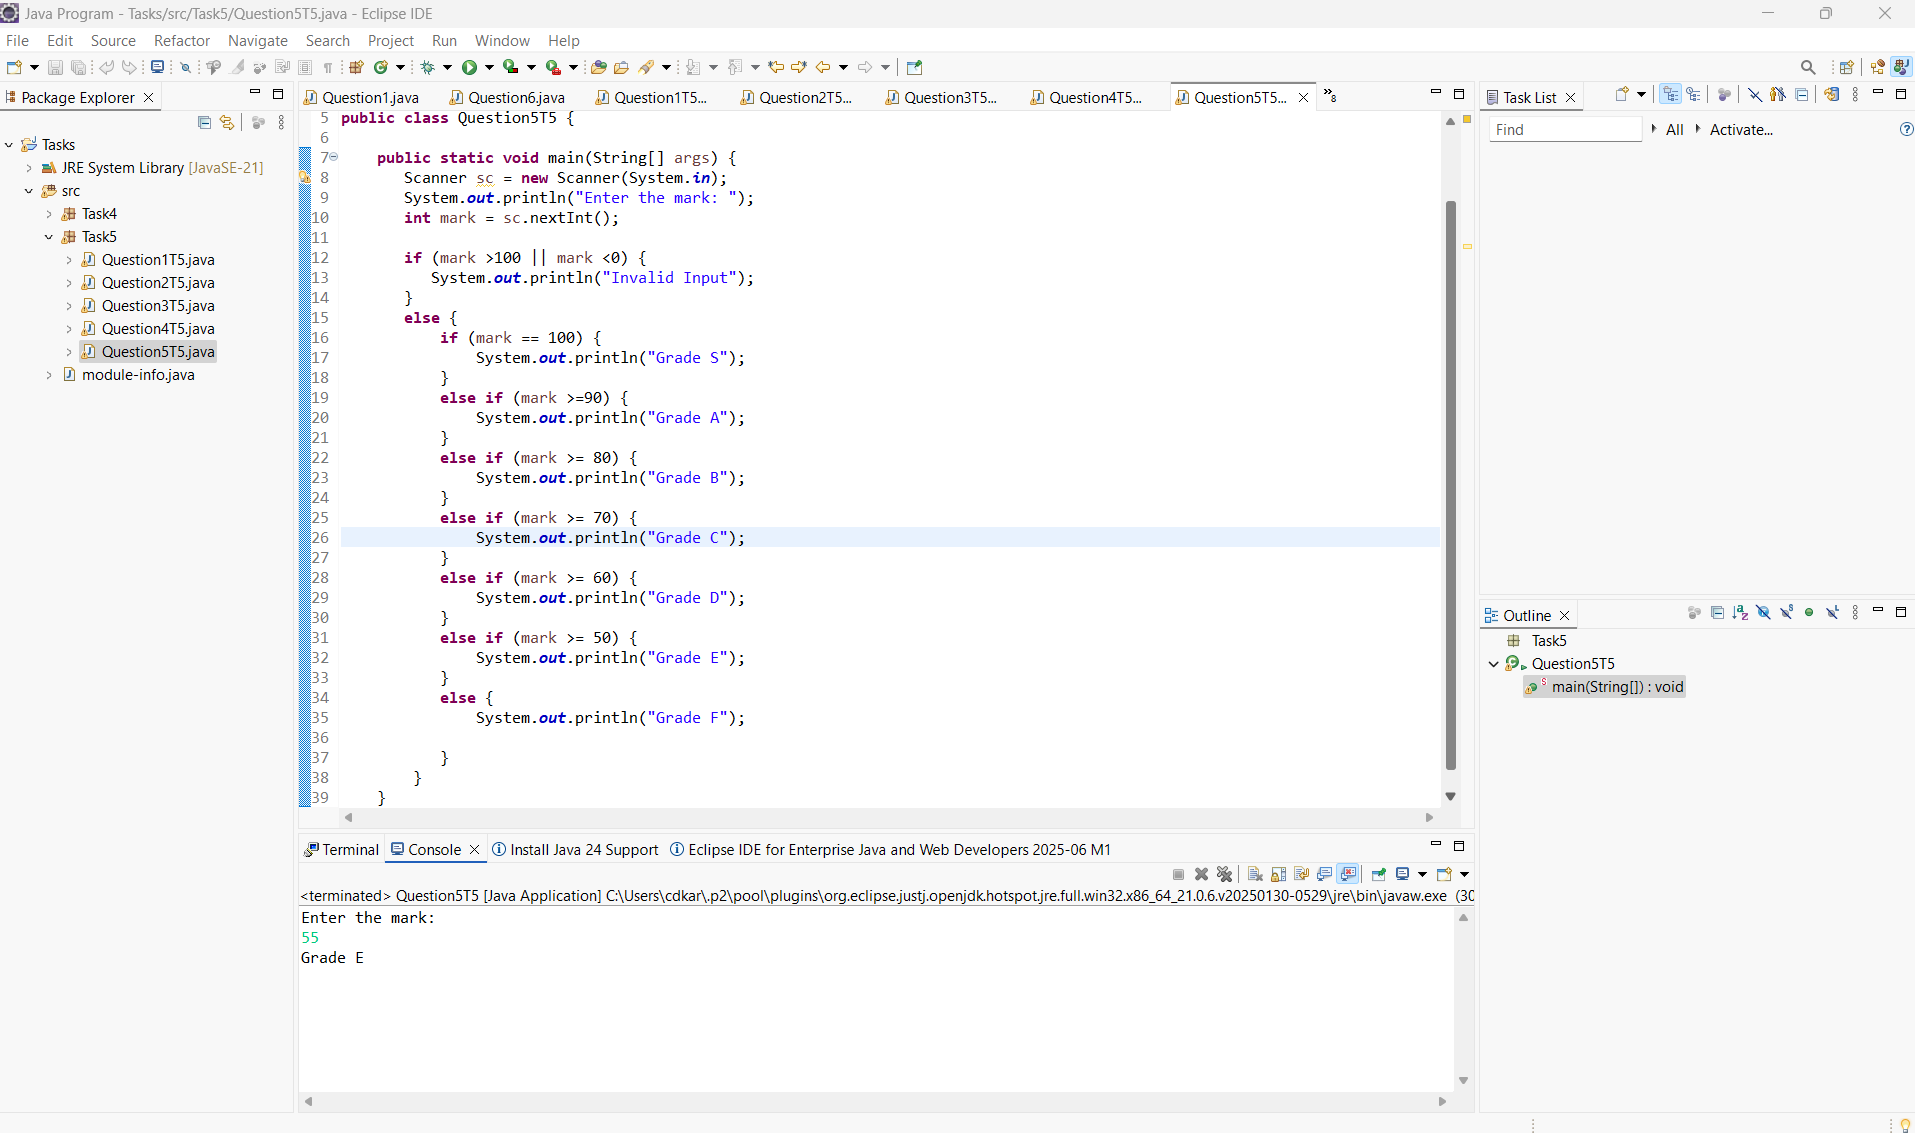 Java Program - Tasks/src/Task5/Question5T5.java - Eclipse IDE
File Edit Source Refactor Navigate Search Project Run Window Help
Package Explorer
Tasks
JRE System Library [JavaSE-21]
src
Task4
Task5
Question1T5.java
Question2T5.java
Question3T5.java
Question4T5.java
Question5T5.java
module-info.java
Question1.java Question6.java Question1T5... Question2T5... Question3T5... Question4T5... Question5T5... »8
5 public class Question5T5 {
6
7 public static void main(String[] args) {
8 Scanner sc = new Scanner(System.in);
9 System.out.println("Enter the mark: ");
10 int mark = sc.nextInt();
11
12 if (mark >100 || mark <0) {
13 System.out.println("Invalid Input");
14 }
15 else {
16 if (mark == 100) {
17 System.out.println("Grade S");
18 }
19 else if (mark >=90) {
20 System.out.println("Grade A");
21 }
22 else if (mark >= 80) {
23 System.out.println("Grade B");
24 }
25 else if (mark >= 70) {
26 System.out.println("Grade C");
27 }
28 else if (mark >= 60) {
29 System.out.println("Grade D");
30 }
31 else if (mark >= 50) {
32 System.out.println("Grade E");
33 }
34 else {
35 System.out.println("Grade F");
36
37 }
38 }
39 }
Terminal Console Install Java 24 Support Eclipse IDE for Enterprise Java and Web Developers 2025-06 M1
<terminated> Question5T5 [Java Application] C:\Users\cdkar\.p2\pool\plugins\org.eclipse.justj.openjdk.hotspot.jre.full.win32.x86_64_21.0.6.v20250130-0529\jre\bin\javaw.exe (30
Enter the mark:
55
Grade E
Task List
Find All Activate...
Outline
Task5
Question5T5
main(String[]) : void